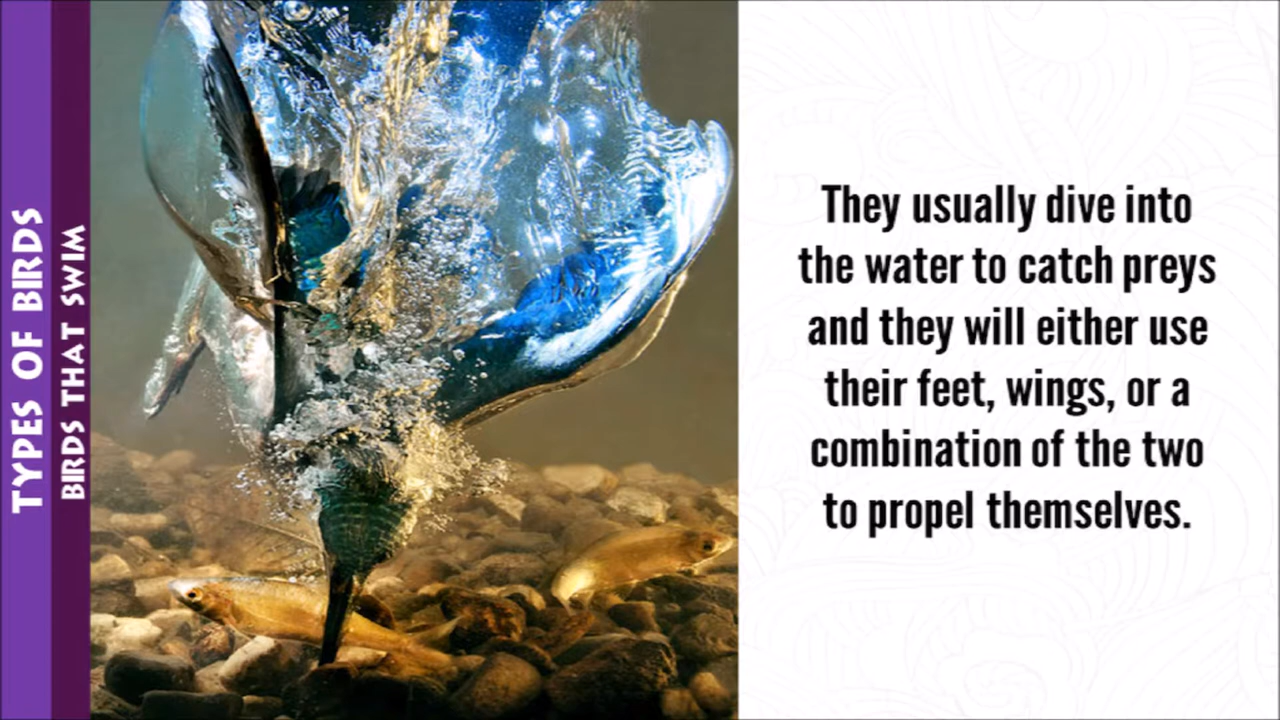 TYPES OF BIRDS
BIRDS THAT SWIM
They usually dive into
the water to catch preys
and they will either use
their feet, wings, or a
combination of the two
to propel themselves.